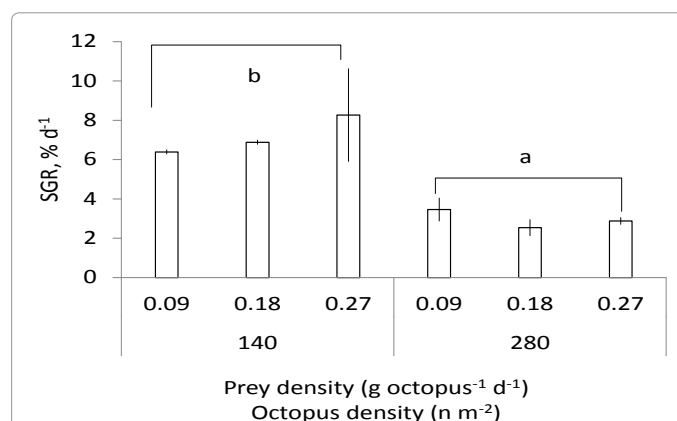 12
10
8
6
4
2
0
SGR, % d⁻¹
b
a
0.09 0.18 0.27 0.09 0.18 0.27
140 280
Prey density (g octopus⁻¹ d⁻¹)
Octopus density (n m⁻²)